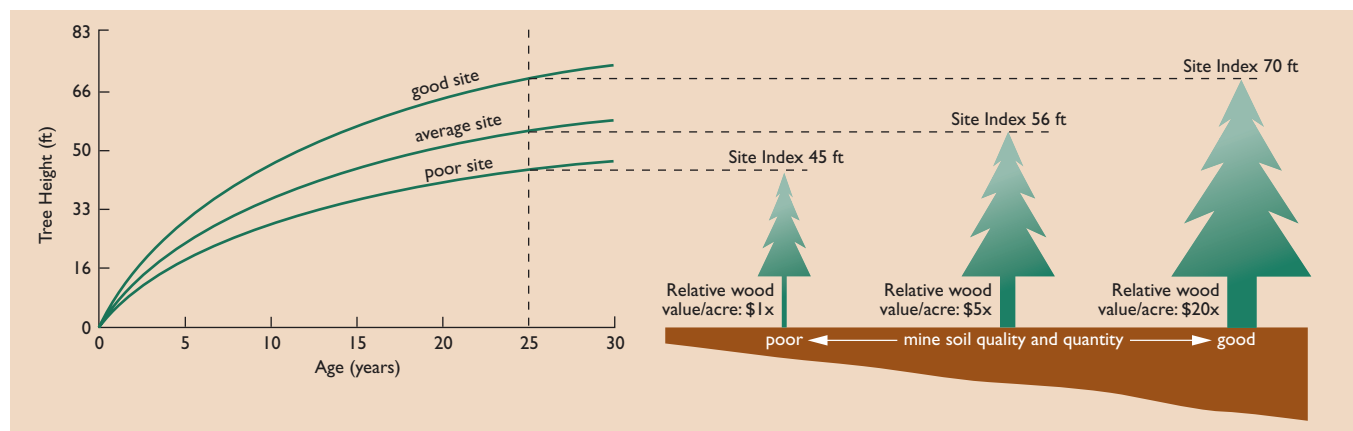 Tree Height (ft)
83
66
50
33
16
0
good site
average site
poor site
0 5 10 15 20 25 30
Age (years)
Site Index 45 ft
Site Index 56 ft
Site Index 70 ft
Relative wood
value/acre: $1x
Relative wood
value/acre: $5x
Relative wood
value/acre: $20x
poor mine soil quality and quantity good